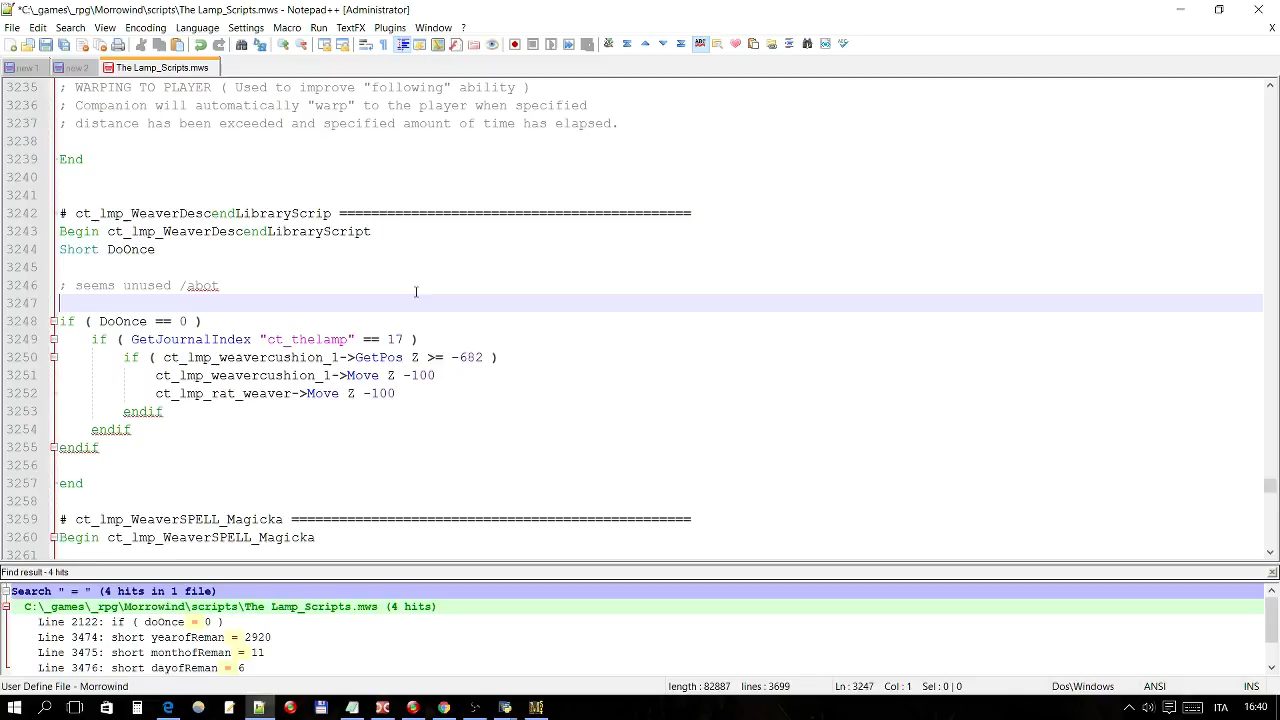 *C:\_games\_rpg\Morrowind\scripts\The Lamp_Scripts.mws - Notepad++ [Administrator]
File Edit Search View Encoding Language Settings Macro Run TextFX Plugins Window ? X
new 1 new 2 The Lamp_Scripts.mws
3235 ; WARPING TO PLAYER ( Used to improve "following" ability )
3236 ; Companion will automatically "warp" to the player when specified
3237 ; distance has been exceeded and specified amount of time has elapsed.
3238
3239 End
3240
3241
3242 # ct_lmp_WeaverDescendLibraryScrip ============================================
3243 Begin ct_lmp_WeaverDescendLibraryScript
3244 Short DoOnce
3245
3246 ; seems unused /abot
3247
3248 if ( DoOnce == 0 )
3249 if ( GetJournalIndex "ct_thelamp" == 17 )
3250 if ( ct_lmp_weavercushion_1->GetPos Z >= -682 )
3251 ct_lmp_weavercushion_1->Move Z -100
3252 ct_lmp_rat_weaver->Move Z -100
3253 endif
3254 endif
3255 endif
3256
3257 end
3258
3259 # ct_lmp_WeaverSPELL_Magicka ==================================================
3260 Begin ct_lmp_WeaverSPELL_Magicka
3261
Find result - 4 hits
Search " = " (4 hits in 1 file)
C:\_games\_rpg\Morrowind\scripts\The Lamp_Scripts.mws (4 hits)
Line 2122: if ( doOnce = 0 )
Line 3474: short yearofReman = 2920
Line 3475: short monthofReman = 11
Line 3476: short dayofReman = 6
User Define File - Morrowind length : 82887 lines : 3699 Ln : 3247 Col : 1 Sel : 0 | 0 Dos\Windows ANSI INS
ITA 16:40